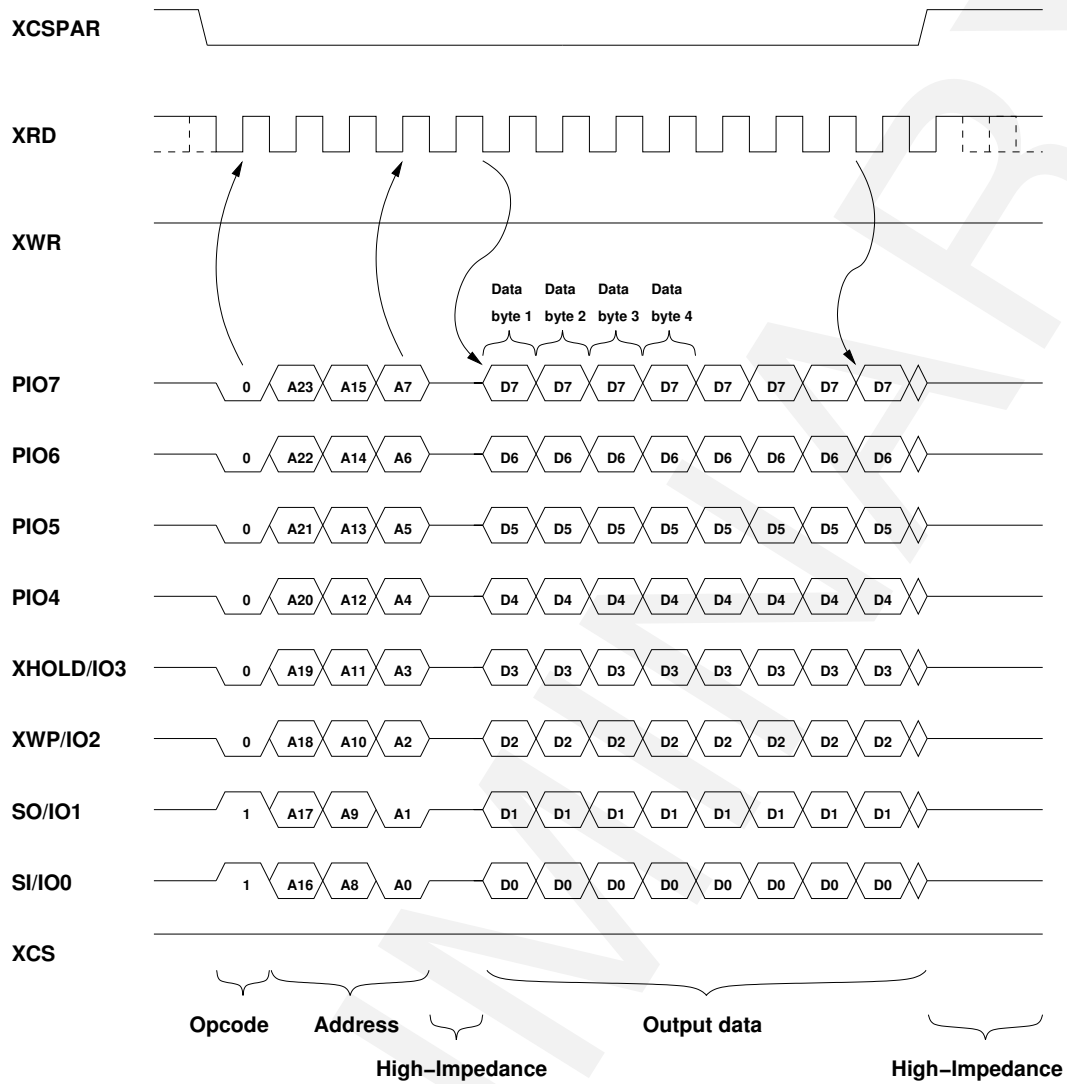 XCSPAR
XRD
XWR
Data Data Data Data
byte 1 byte 2 byte 3 byte 4
PIO7 0 A23 A15 A7 D7 D7 D7 D7 D7 D7 D7 D7
PIO6 0 A22 A14 A6 D6 D6 D6 D6 D6 D6 D6 D6
PIO5 0 A21 A13 A5 D5 D5 D5 D5 D5 D5 D5 D5
PIO4 0 A20 A12 A4 D4 D4 D4 D4 D4 D4 D4 D4
XHOLD/IO3 0 A19 A11 A3 D3 D3 D3 D3 D3 D3 D3 D3
XWP/IO2 0 A18 A10 A2 D2 D2 D2 D2 D2 D2 D2 D2
SO/IO1 1 A17 A9 A1 D1 D1 D1 D1 D1 D1 D1 D1
SI/IO0 1 A16 A8 A0 D0 D0 D0 D0 D0 D0 D0 D0
XCS
Opcode Address Output data
High−Impedance High−Impedance